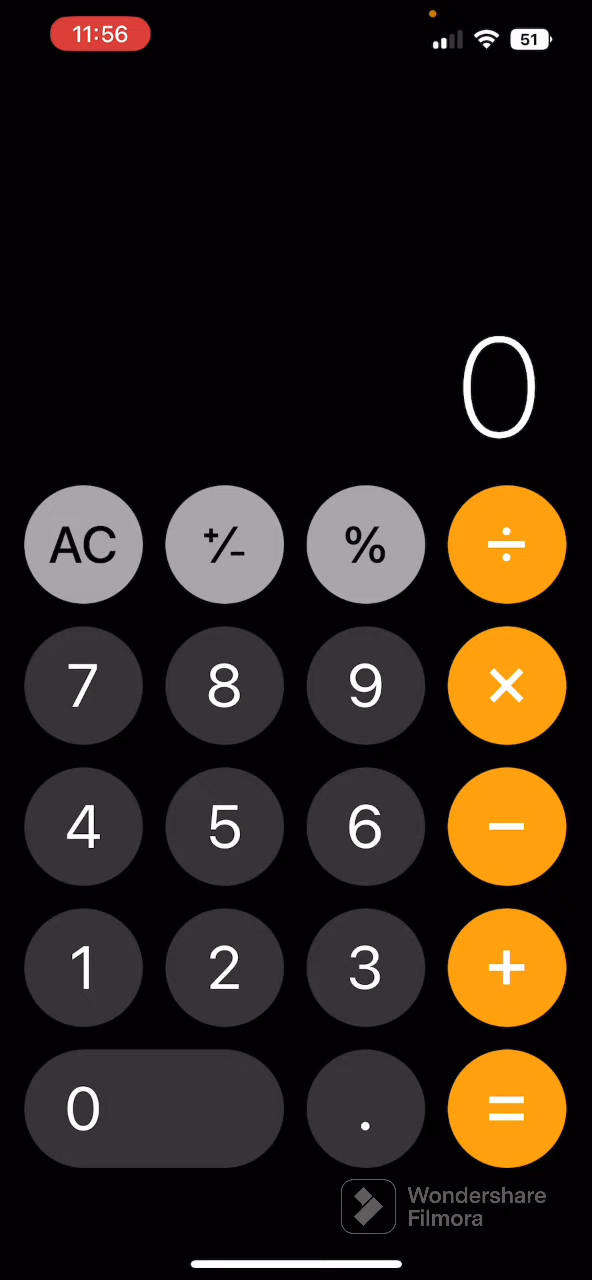 11:56
51
0
AC +/- % ÷
7 8 9 ×
4 5 6 −
1 2 3 +
0 . =
Wondershare
Filmora